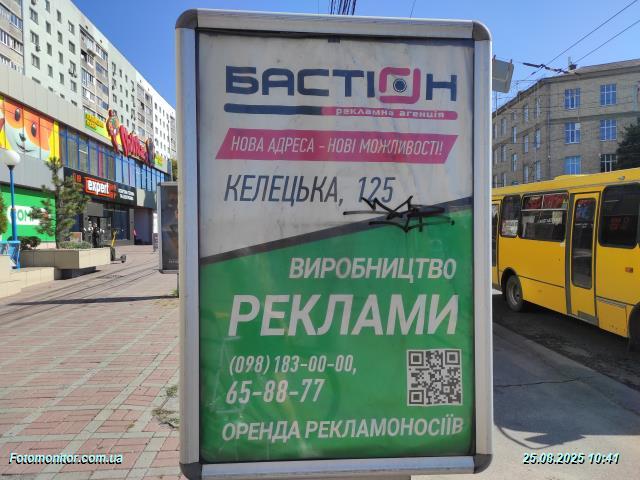 БАСТІОН
рекламна агенція
НОВА АДРЕСА - НОВІ МОЖЛИВОСТІ!
КЕЛЕЦЬКА, 125
ВИРОБНИЦТВО
РЕКЛАМИ
(098) 183-00-00,
65-88-77
ОРЕНДА РЕКЛАМОНОСІЇВ
expert
Fotomonitor.com.ua
25.08.2025 10:41